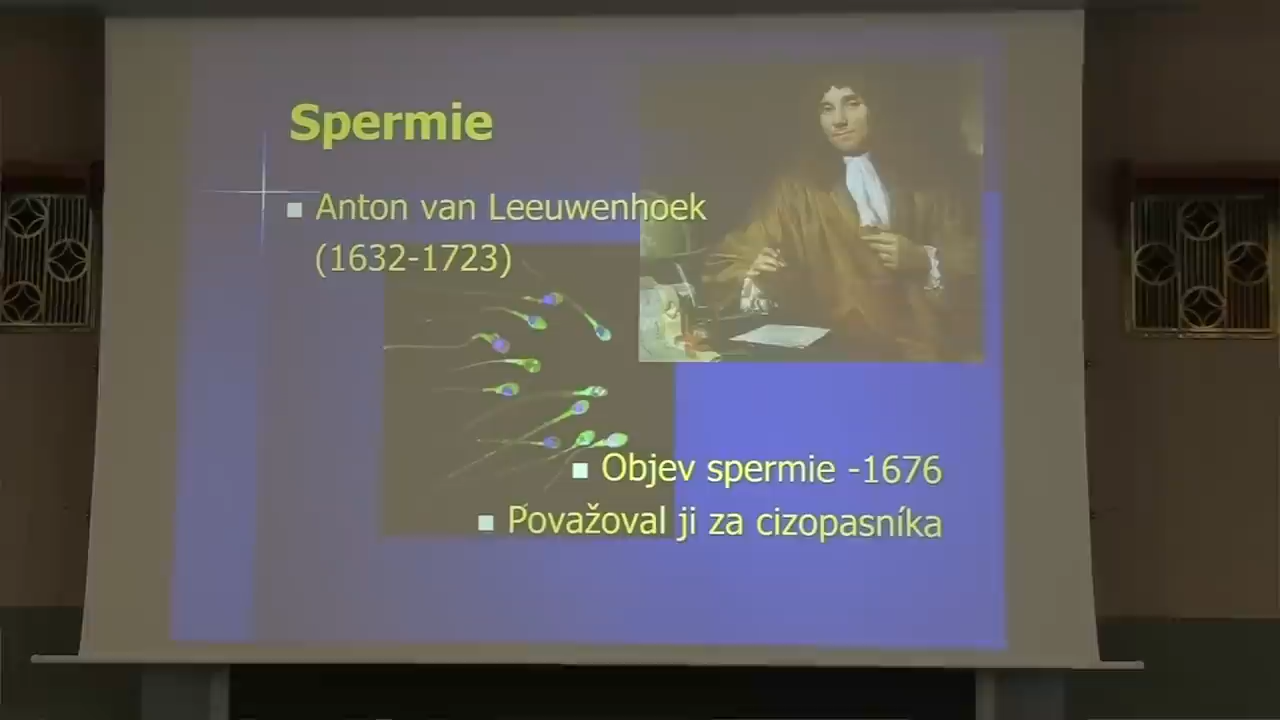 Spermie
Anton van Leeuwenhoek
(1632-1723)
Objev spermie -1676
Považoval ji za cizopasníka